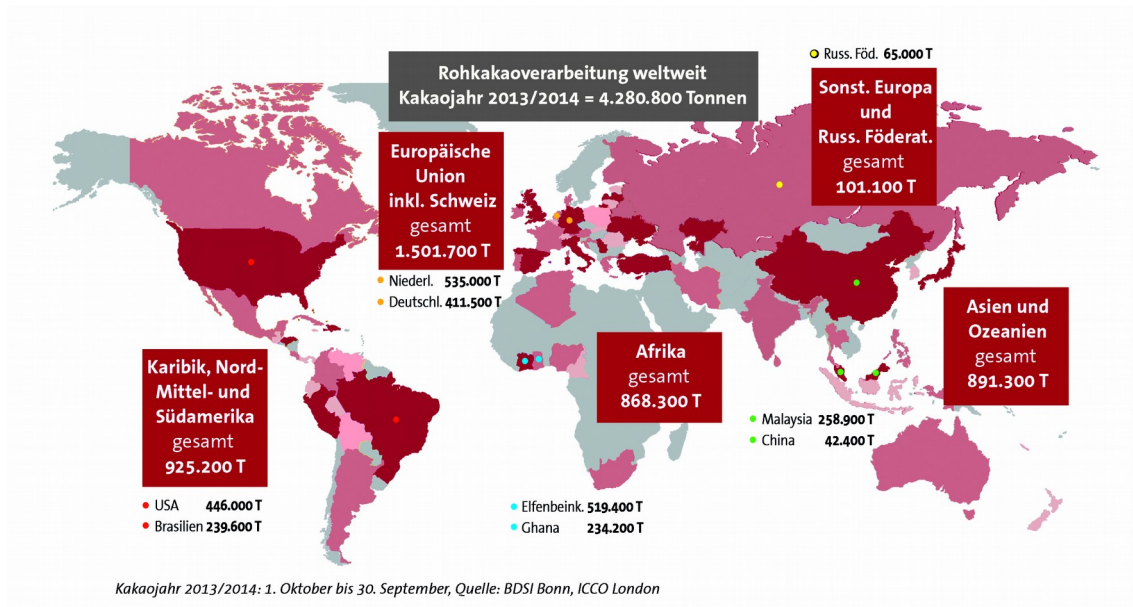 Rohkakaoverarbeitung weltweit
Kakaojahr 2013/2014 = 4.280.800 Tonnen
Russ. Föd. 65.000 T
Sonst. Europa
und
Russ. Föderat.
gesamt
101.100 T
Europäische
Union
inkl. Schweiz
gesamt
1.501.700 T
Niederl. 535.000 T
Deutschl. 411.500 T
Karibik, Nord-
Mittel- und
Südamerika
gesamt
925.200 T
USA 446.000 T
Brasilien 239.600 T
Afrika
gesamt
868.300 T
Elfenbeink. 519.400 T
Ghana 234.200 T
Asien und
Ozeanien
gesamt
891.300 T
Malaysia 258.900 T
China 42.400 T
Kakaojahr 2013/2014: 1. Oktober bis 30. September, Quelle: BDSI Bonn, ICCO London